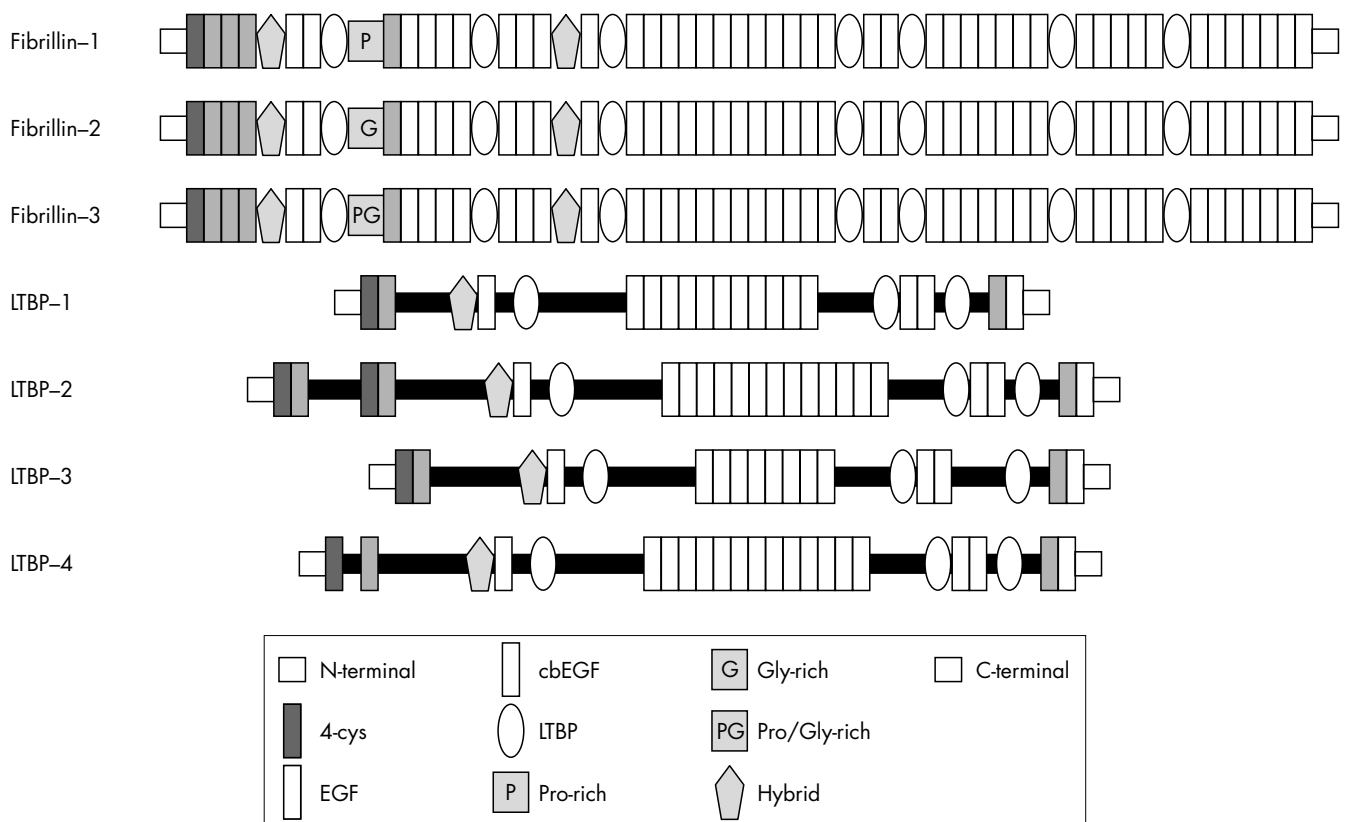 Fibrillin–1
P
Fibrillin–2
G
Fibrillin–3
PG
LTBP–1
LTBP–2
LTBP–3
LTBP–4
N-terminal cbEGF G Gly-rich C-terminal
4-cys LTBP PG Pro/Gly-rich
EGF P Pro-rich Hybrid